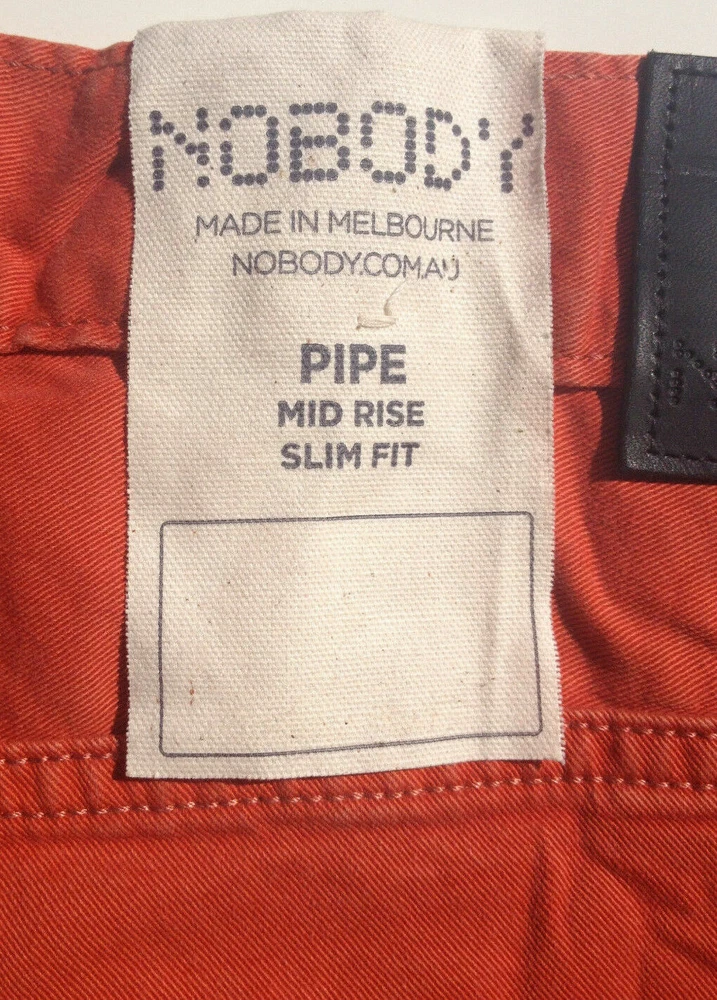 NOBODY
MADE IN MELBOURNE
NOBODY.COM.AU
PIPE
MID RISE
SLIM FIT